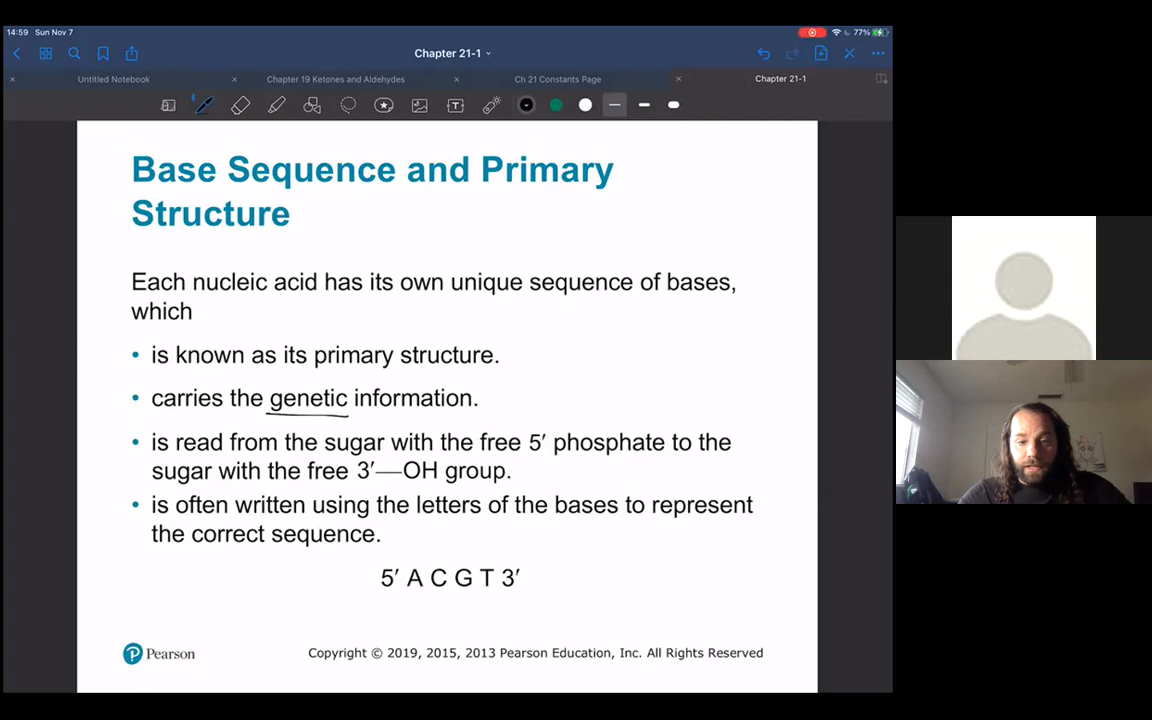 14:59 Sun Nov 7
77%
Chapter 21-1
Untitled Notebook
Chapter 19 Ketones and Aldehydes
Ch 21 Constants Page
Chapter 21-1
Base Sequence and Primary
Structure
Each nucleic acid has its own unique sequence of bases,
which
• is known as its primary structure.
• carries the genetic information.
• is read from the sugar with the free 5′ phosphate to the
sugar with the free 3′—OH group.
• is often written using the letters of the bases to represent
the correct sequence.
5′ A C G T 3′
Pearson
Copyright © 2019, 2015, 2013 Pearson Education, Inc. All Rights Reserved